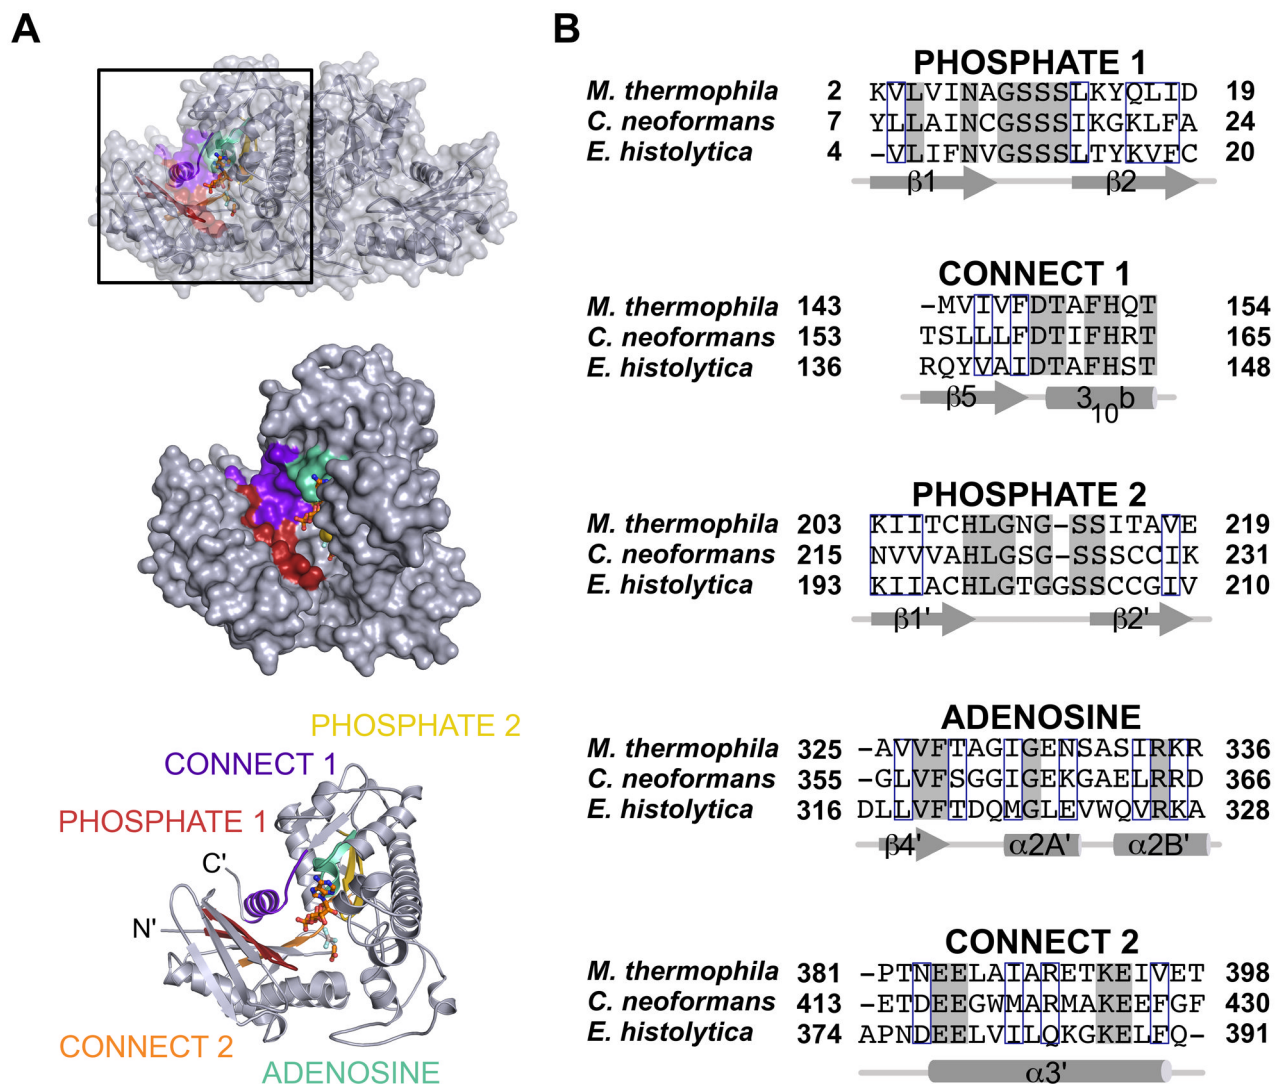 A
B
PHOSPHATE 1
M. thermophila 2 KVLVINAGSSSLKYQLID 19
C. neoformans 7 YLLAINCGSSSIKGKLFA 24
E. histolytica 4 -VLIFNVGSSSLTYKVFC 20
β1 β2
CONNECT 1
M. thermophila 143 -MVIVFDTAFHQT 154
C. neoformans 153 TSLLLFDTIFHRT 165
E. histolytica 136 RQYVAIDTAFHST 148
β5 3₁₀b
PHOSPHATE 2
M. thermophila 203 KIITCHLGNG-SSITAVE 219
C. neoformans 215 NVVVAHLGSG-SSSCCIK 231
E. histolytica 193 KIIACHLGTGGSSCCGIV 210
β1' β2'
ADENOSINE
M. thermophila 325 -AVVFTAGIGENSASIRKR 336
C. neoformans 355 -GLVFSGGIGEKGAELRRD 366
E. histolytica 316 DLLVFTDQMGLEVWQVRKA 328
β4' α2A' α2B'
CONNECT 2
M. thermophila 381 -PTNEELAIARETKEIVET 398
C. neoformans 413 -ETDEEGWMARMAKEEFGF 430
E. histolytica 374 APNDEELVILQKGKELFQ- 391
α3'
PHOSPHATE 2
CONNECT 1
PHOSPHATE 1
C'
N'
CONNECT 2
ADENOSINE